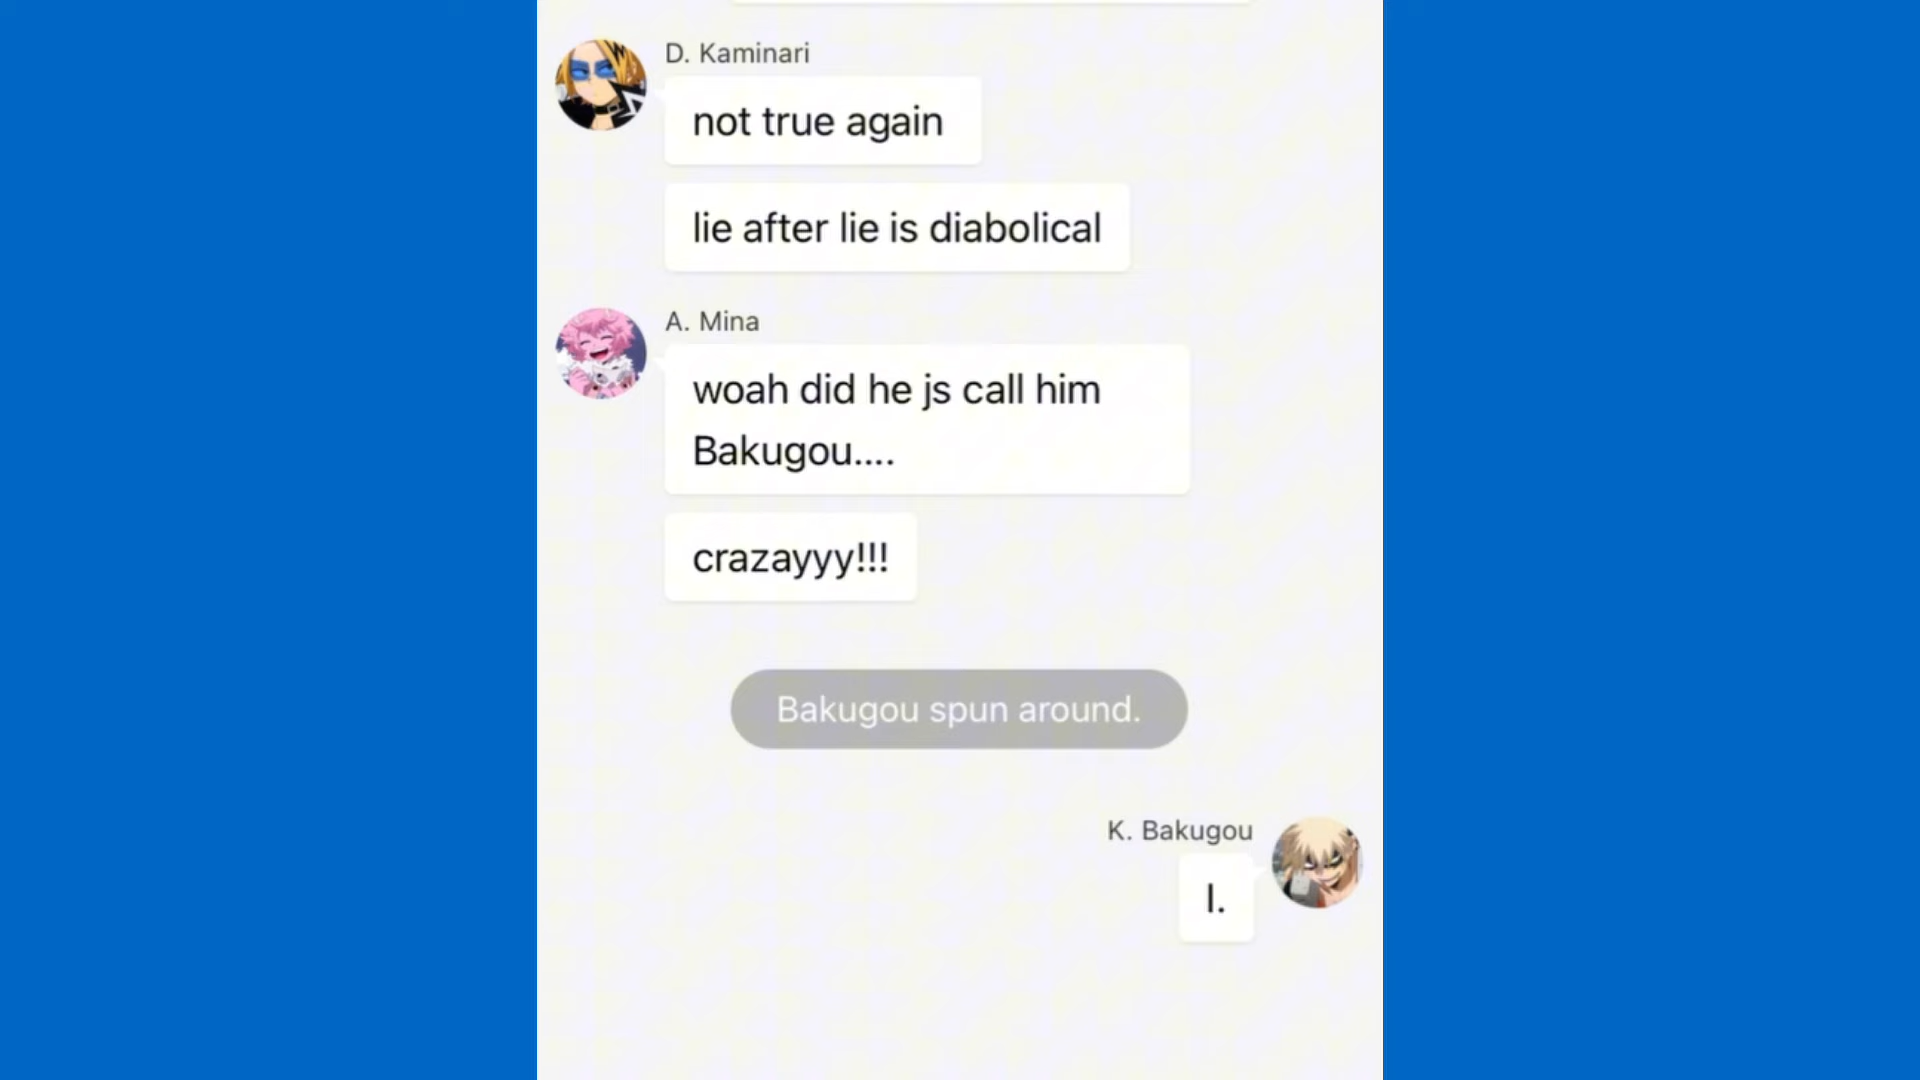 D. Kaminari
not true again
lie after lie is diabolical
A. Mina
woah did he js call him
Bakugou....
crazayyy!!!
Bakugou spun around.
K. Bakugou
I.